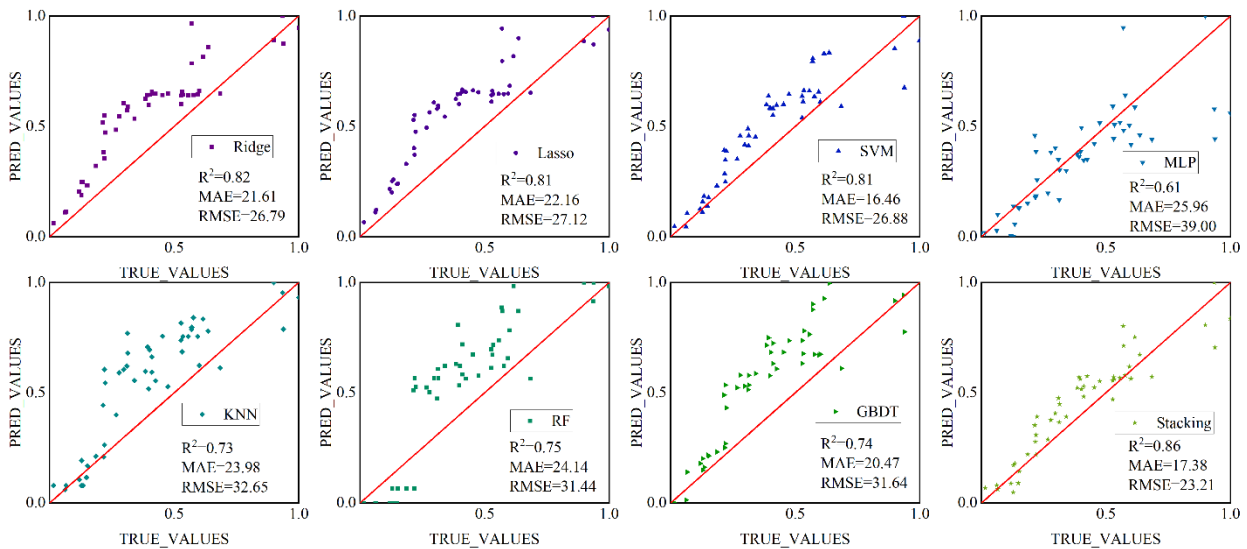 1.0
0.5
0.0
0.5
1.0
PRED_VALUES
TRUE_VALUES
Ridge
R²=0.82
MAE=21.61
RMSE=26.79
1.0
0.5
0.0
0.5
1.0
PRED_VALUES
TRUE_VALUES
Lasso
R²=0.81
MAE=22.16
RMSE=27.12
1.0
0.5
0.0
0.5
1.0
PRED_VALUES
TRUE_VALUES
SVM
R²=0.81
MAE=16.46
RMSE=26.88
1.0
0.5
0.0
0.5
1.0
PRED_VALUES
TRUE_VALUES
MLP
R²=0.61
MAE=25.96
RMSE=39.00
1.0
0.5
0.0
0.5
1.0
PRED_VALUES
TRUE_VALUES
KNN
R²=0.73
MAE=23.98
RMSE=32.65
1.0
0.5
0.0
0.5
1.0
PRED_VALUES
TRUE_VALUES
RF
R²=0.75
MAE=24.14
RMSE=31.44
1.0
0.5
0.0
0.5
1.0
PRED_VALUES
TRUE_VALUES
GBDT
R²=0.74
MAE=20.47
RMSE=31.64
1.0
0.5
0.0
0.5
1.0
PRED_VALUES
TRUE_VALUES
Stacking
R²=0.86
MAE=17.38
RMSE=23.21